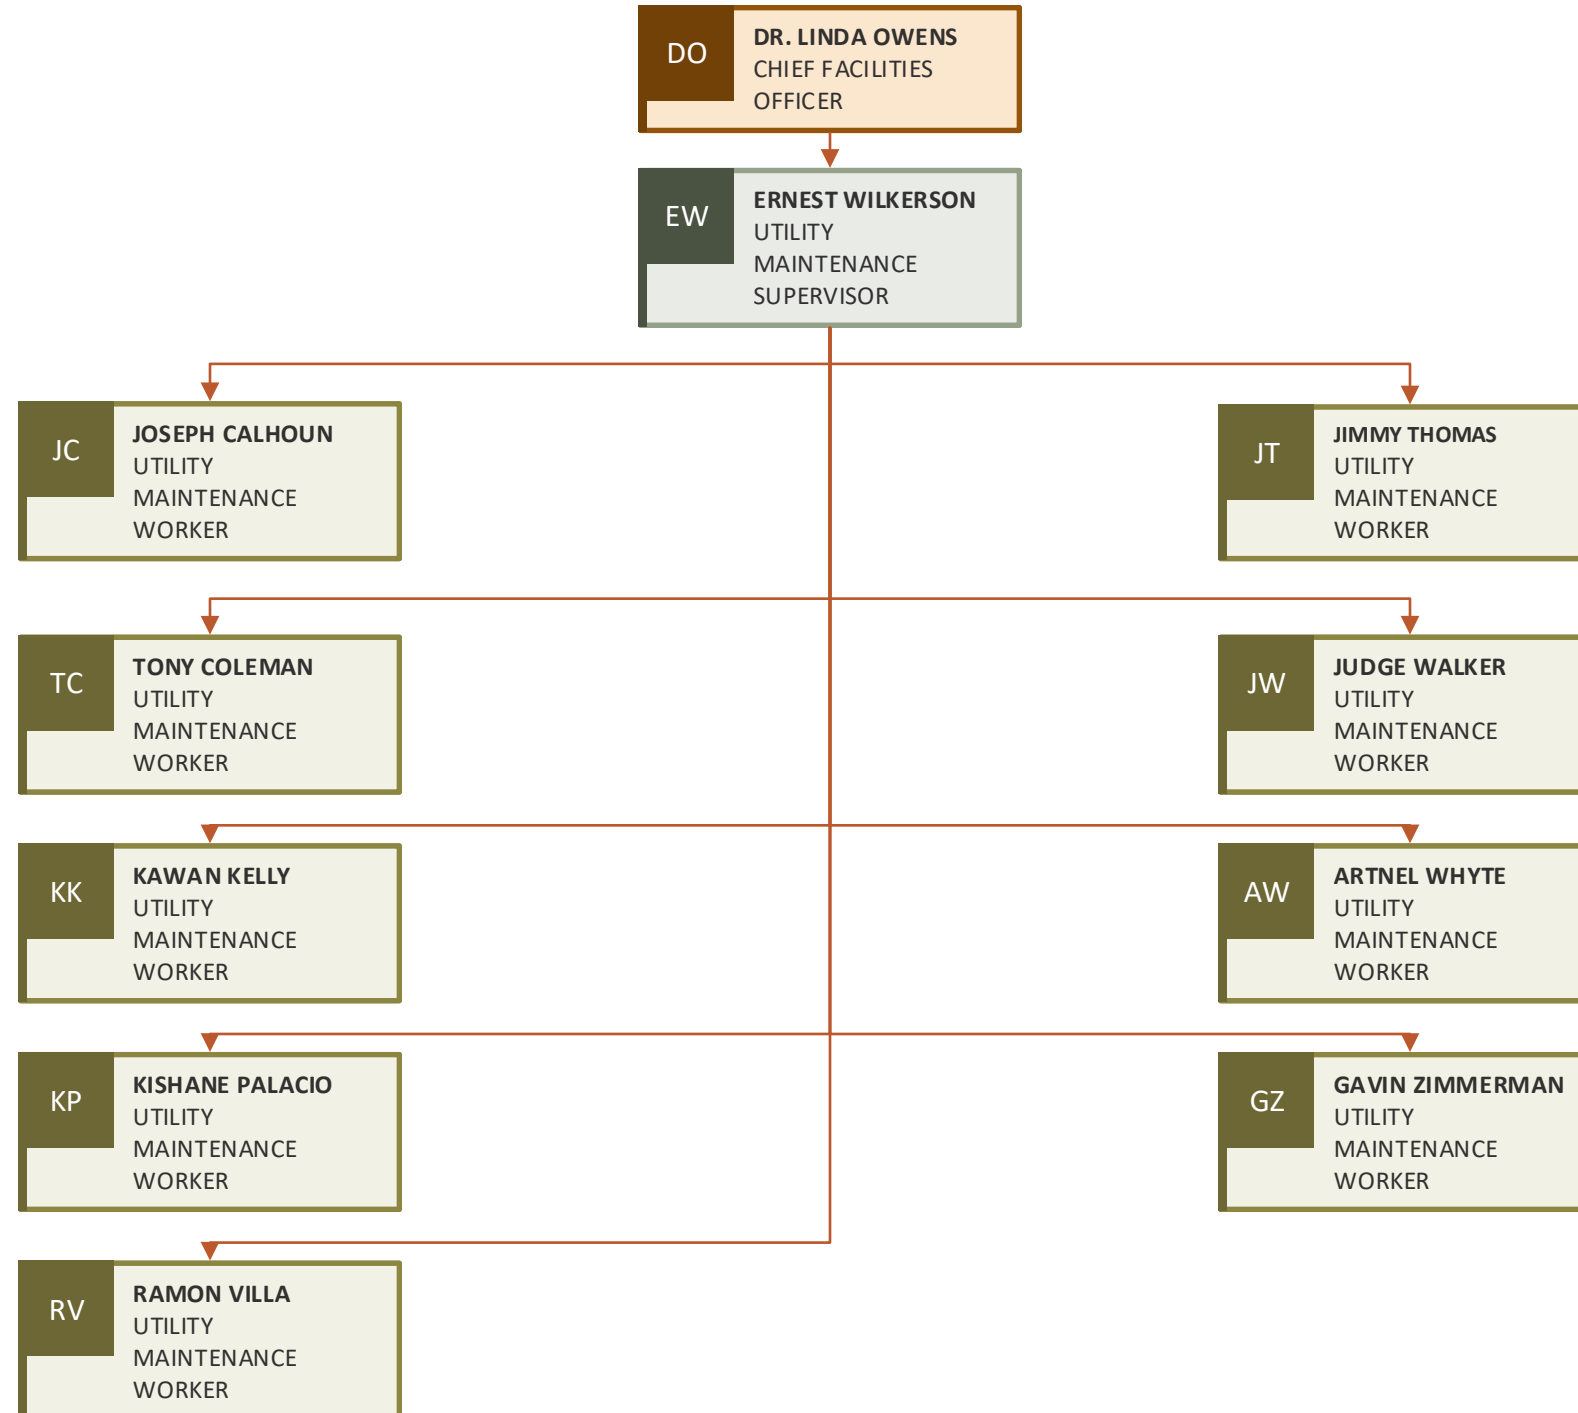 DO
DR. LINDA OWENS
CHIEF FACILITIES
OFFICER
EW
ERNEST WILKERSON
UTILITY
MAINTENANCE
SUPERVISOR
JC
JOSEPH CALHOUN
UTILITY
MAINTENANCE
WORKER
JT
JIMMY THOMAS
UTILITY
MAINTENANCE
WORKER
TC
TONY COLEMAN
UTILITY
MAINTENANCE
WORKER
JW
JUDGE WALKER
UTILITY
MAINTENANCE
WORKER
KK
KAWAN KELLY
UTILITY
MAINTENANCE
WORKER
AW
ARTNEL WHYTE
UTILITY
MAINTENANCE
WORKER
KP
KISHANE PALACIO
UTILITY
MAINTENANCE
WORKER
GZ
GAVIN ZIMMERMAN
UTILITY
MAINTENANCE
WORKER
RV
RAMON VILLA
UTILITY
MAINTENANCE
WORKER